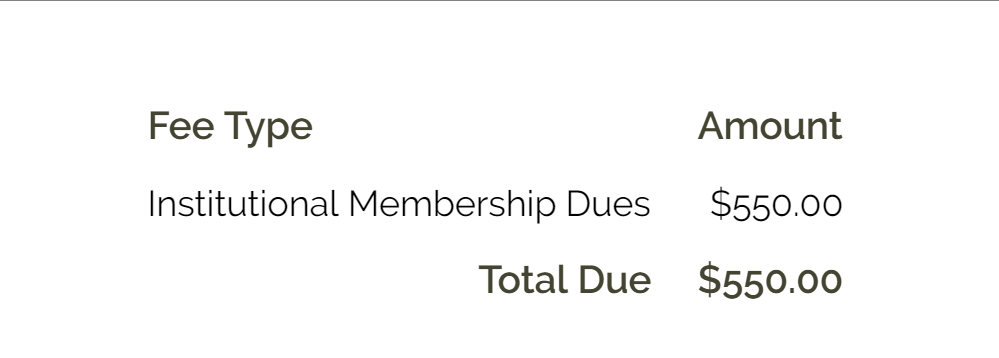 Fee Type Amount
Institutional Membership Dues $550.00
Total Due $550.00